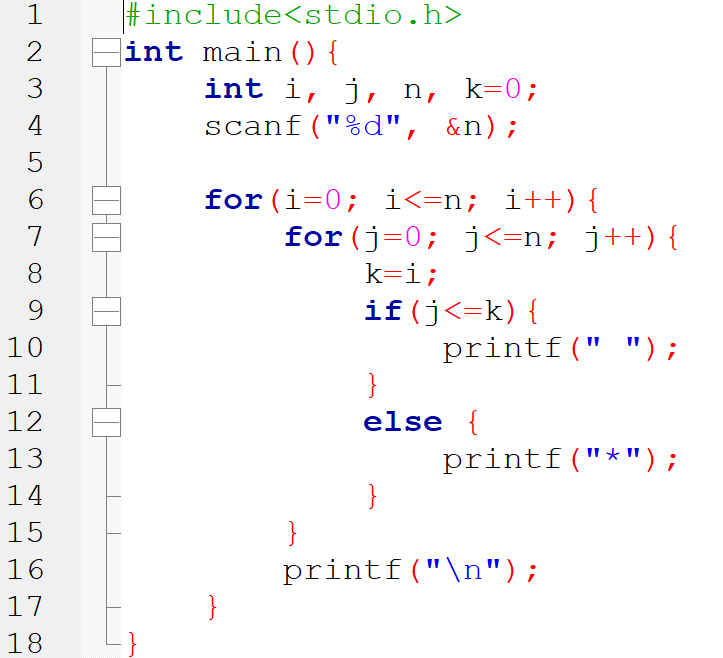 1 #include<stdio.h>
2 int main(){
3     int i, j, n, k=0;
4     scanf("%d", &n);
5
6     for(i=0; i<=n; i++){
7         for(j=0; j<=n; j++){
8             k=i;
9             if(j<=k){
10                 printf(" ");
11             }
12             else {
13                 printf("*");
14             }
15         }
16         printf("\n");
17     }
18 }